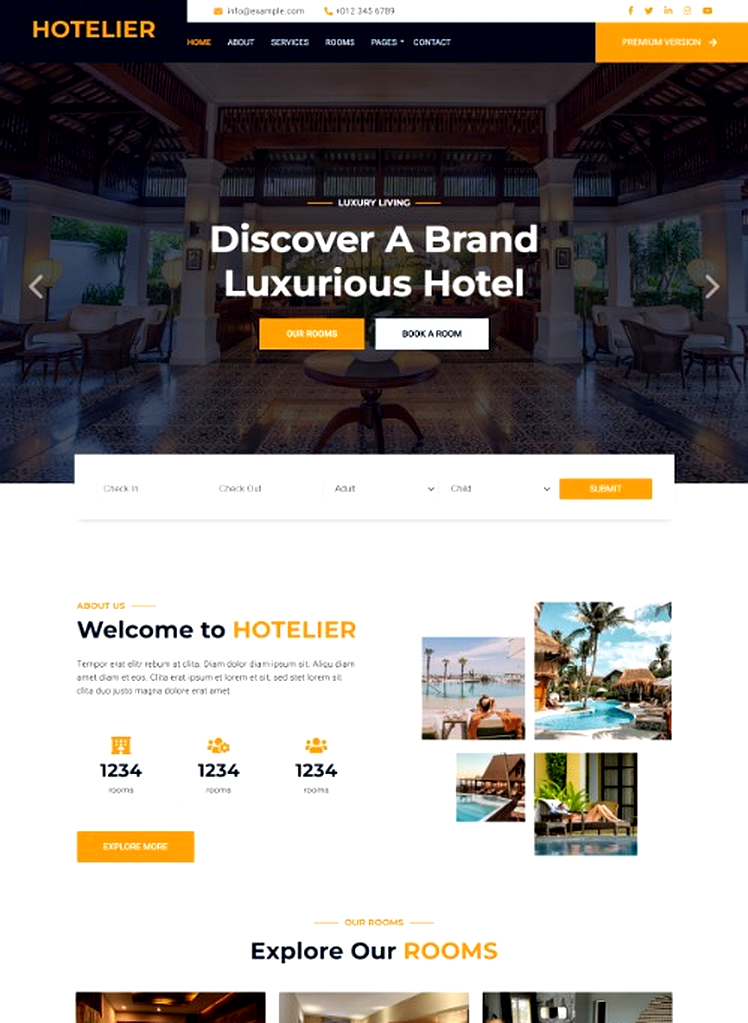 HOTELIER
info@example.com
+012 345 6789
HOME ABOUT SERVICES ROOMS PAGES CONTACT
PREMIUM VERSION
LUXURY LIVING
Discover A Brand
Luxurious Hotel
OUR ROOMS
BOOK A ROOM
Check In
Check Out
Adult
Child
SUBMIT
ABOUT US
Welcome to HOTELIER
Tempor erat elitr rebum at clita. Diam dolor diam ipsum sit. Aliqu diam
amet diam et eos. Clita erat ipsum et lorem et sit, sed stet lorem sit
clita duo justo magna dolore erat amet
1234
rooms
1234
rooms
1234
rooms
EXPLORE MORE
OUR ROOMS
Explore Our ROOMS